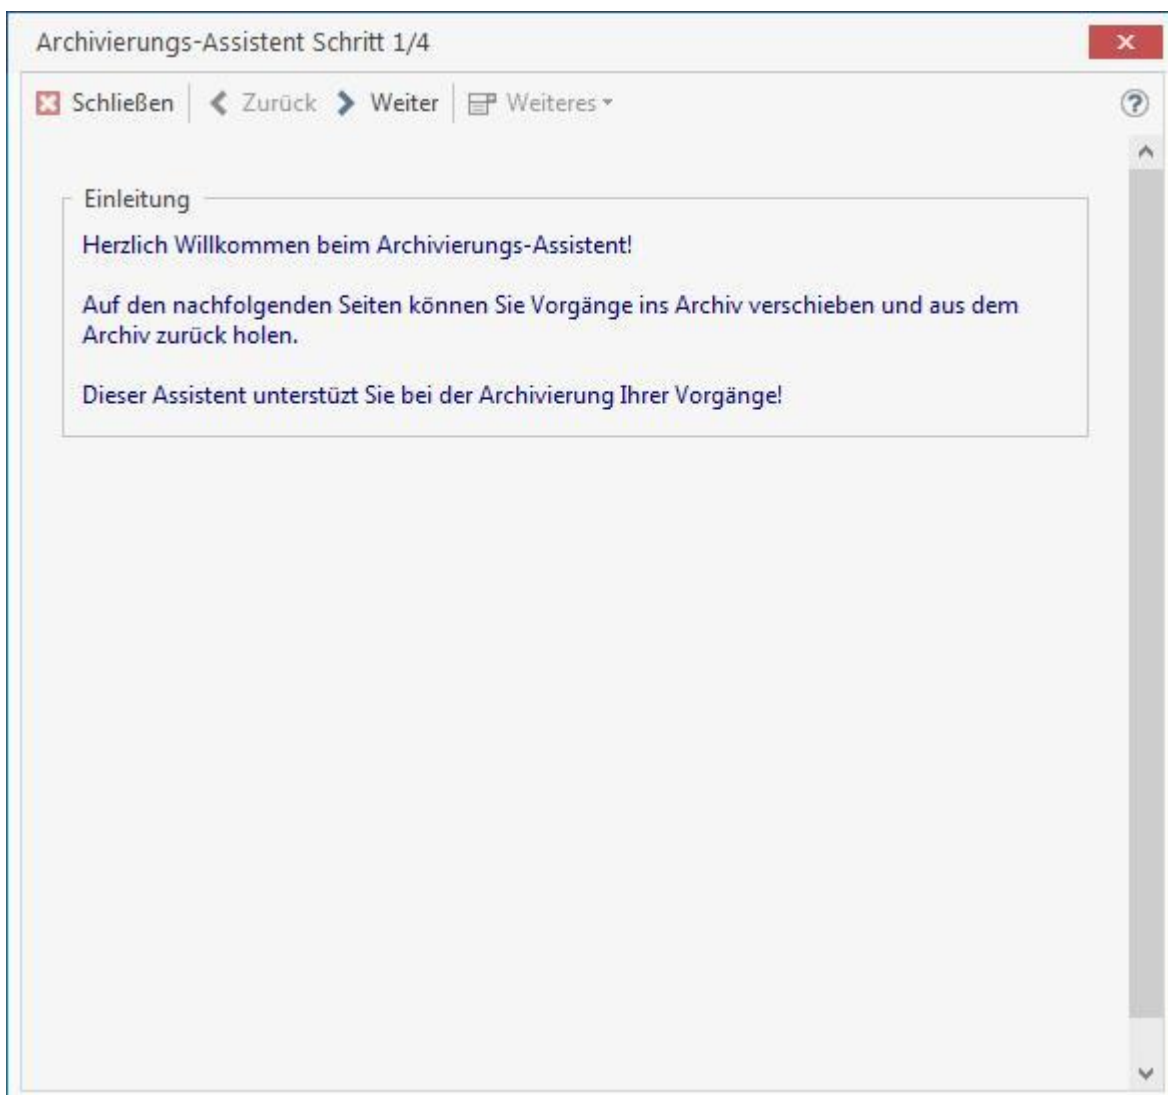 Archivierungs-Assistent Schritt 1/4
Schließen Zurück Weiter Weiteres
Einleitung
Herzlich Willkommen beim Archivierungs-Assistent!
Auf den nachfolgenden Seiten können Sie Vorgänge ins Archiv verschieben und aus dem
Archiv zurück holen.
Dieser Assistent unterstüzt Sie bei der Archivierung Ihrer Vorgänge!